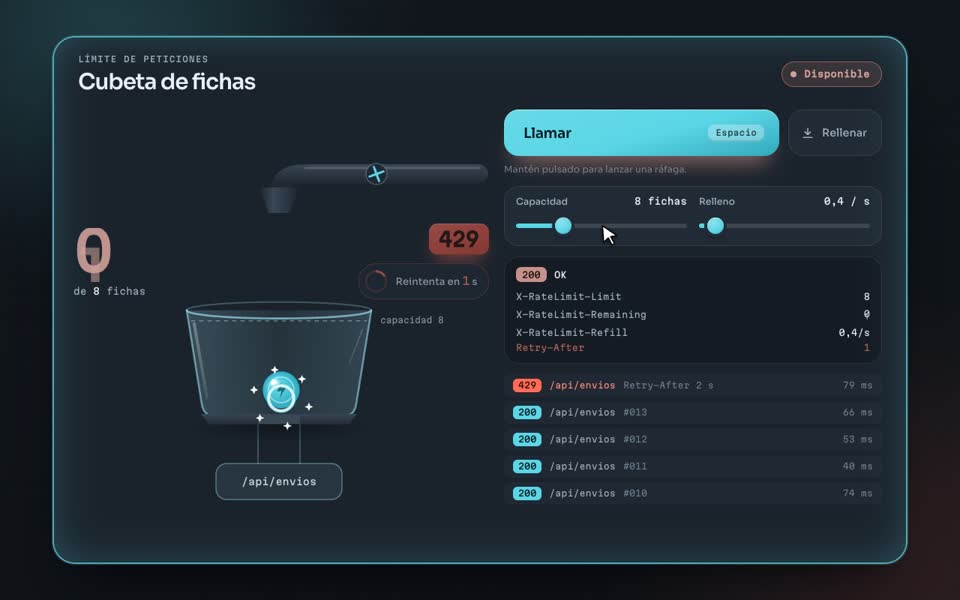 LÍMITE DE PETICIONES
Cubeta de fichas
Disponible
Llamar
Espacio
Rellenar
Mantén pulsado para lanzar una ráfaga.
Capacidad
8 fichas
Relleno
0,4 / s
429
Reintenta en 1 s
de 8 fichas
capacidad 8
/api/envios
200 OK
X-RateLimit-Limit 8
X-RateLimit-Remaining 0
X-RateLimit-Refill 0,4/s
Retry-After 1
429 /api/envios Retry-After 2 s 79 ms
200 /api/envios #013 66 ms
200 /api/envios #012 53 ms
200 /api/envios #011 40 ms
200 /api/envios #010 74 ms